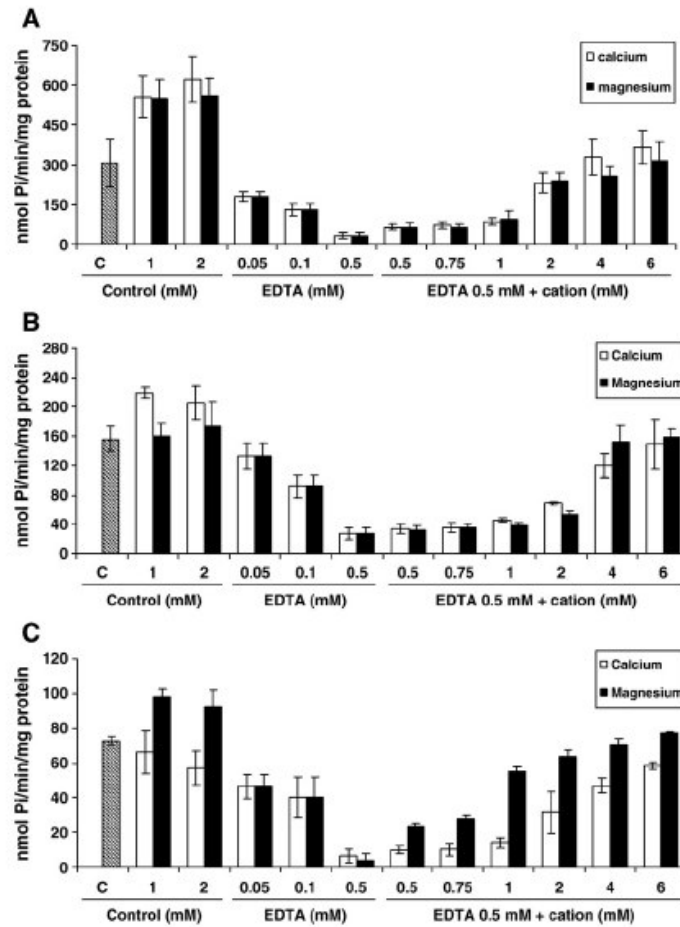 A
nmol Pi/min/mg protein
750
600
450
300
150
0
calcium
magnesium
C 1 2 0.05 0.1 0.5 0.5 0.75 1 2 4 6
Control (mM) EDTA (mM) EDTA 0.5 mM + cation (mM)
B
nmol Pi/min/mg protein
280
240
200
160
120
80
40
0
Calcium
Magnesium
C 1 2 0.05 0.1 0.5 0.5 0.75 1 2 4 6
Control (mM) EDTA (mM) EDTA 0.5 mM + cation (mM)
C
nmol Pi/min/mg protein
120
100
80
60
40
20
0
Calcium
Magnesium
C 1 2 0.05 0.1 0.5 0.5 0.75 1 2 4 6
Control (mM) EDTA (mM) EDTA 0.5 mM + cation (mM)